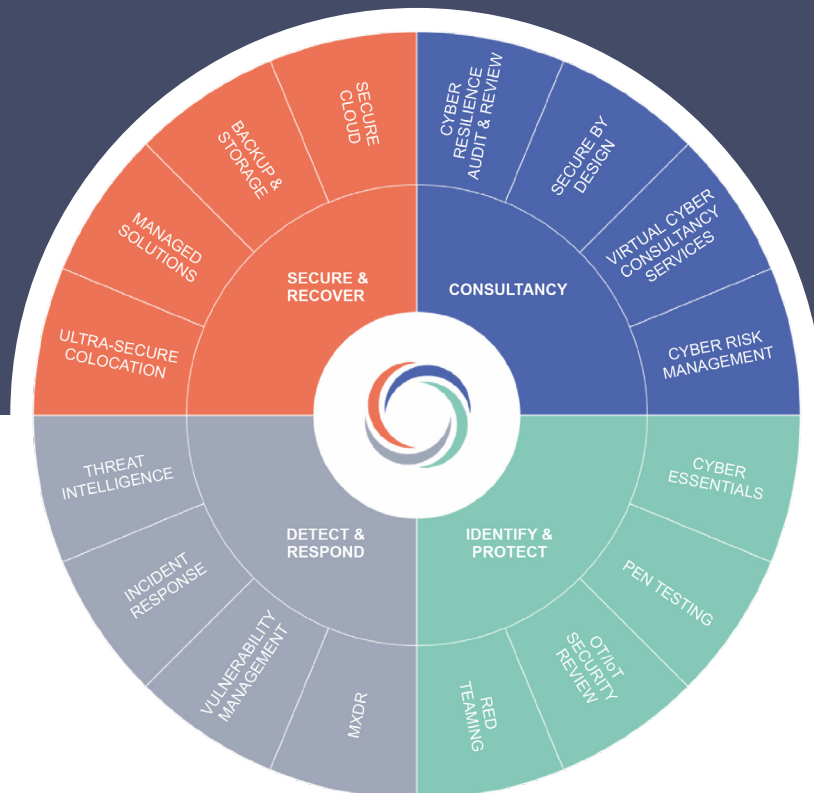 SECURE
CLOUD
BACKUP &
STORAGE
MANAGED
SOLUTIONS
ULTRA-SECURE
COLOCATION
SECURE &
RECOVER
CYBER
RESILIENCE
AUDIT & REVIEW
SECURE BY
DESIGN
VIRTUAL CYBER
CONSULTANCY
SERVICES
CYBER RISK
MANAGEMENT
CONSULTANCY
THREAT
INTELLIGENCE
INCIDENT
RESPONSE
VULNERABILITY
MANAGEMENT
MXDR
DETECT &
RESPOND
CYBER
ESSENTIALS
PEN TESTING
OT/IoT
SECURITY
REVIEW
RED
TEAMING
IDENTIFY &
PROTECT